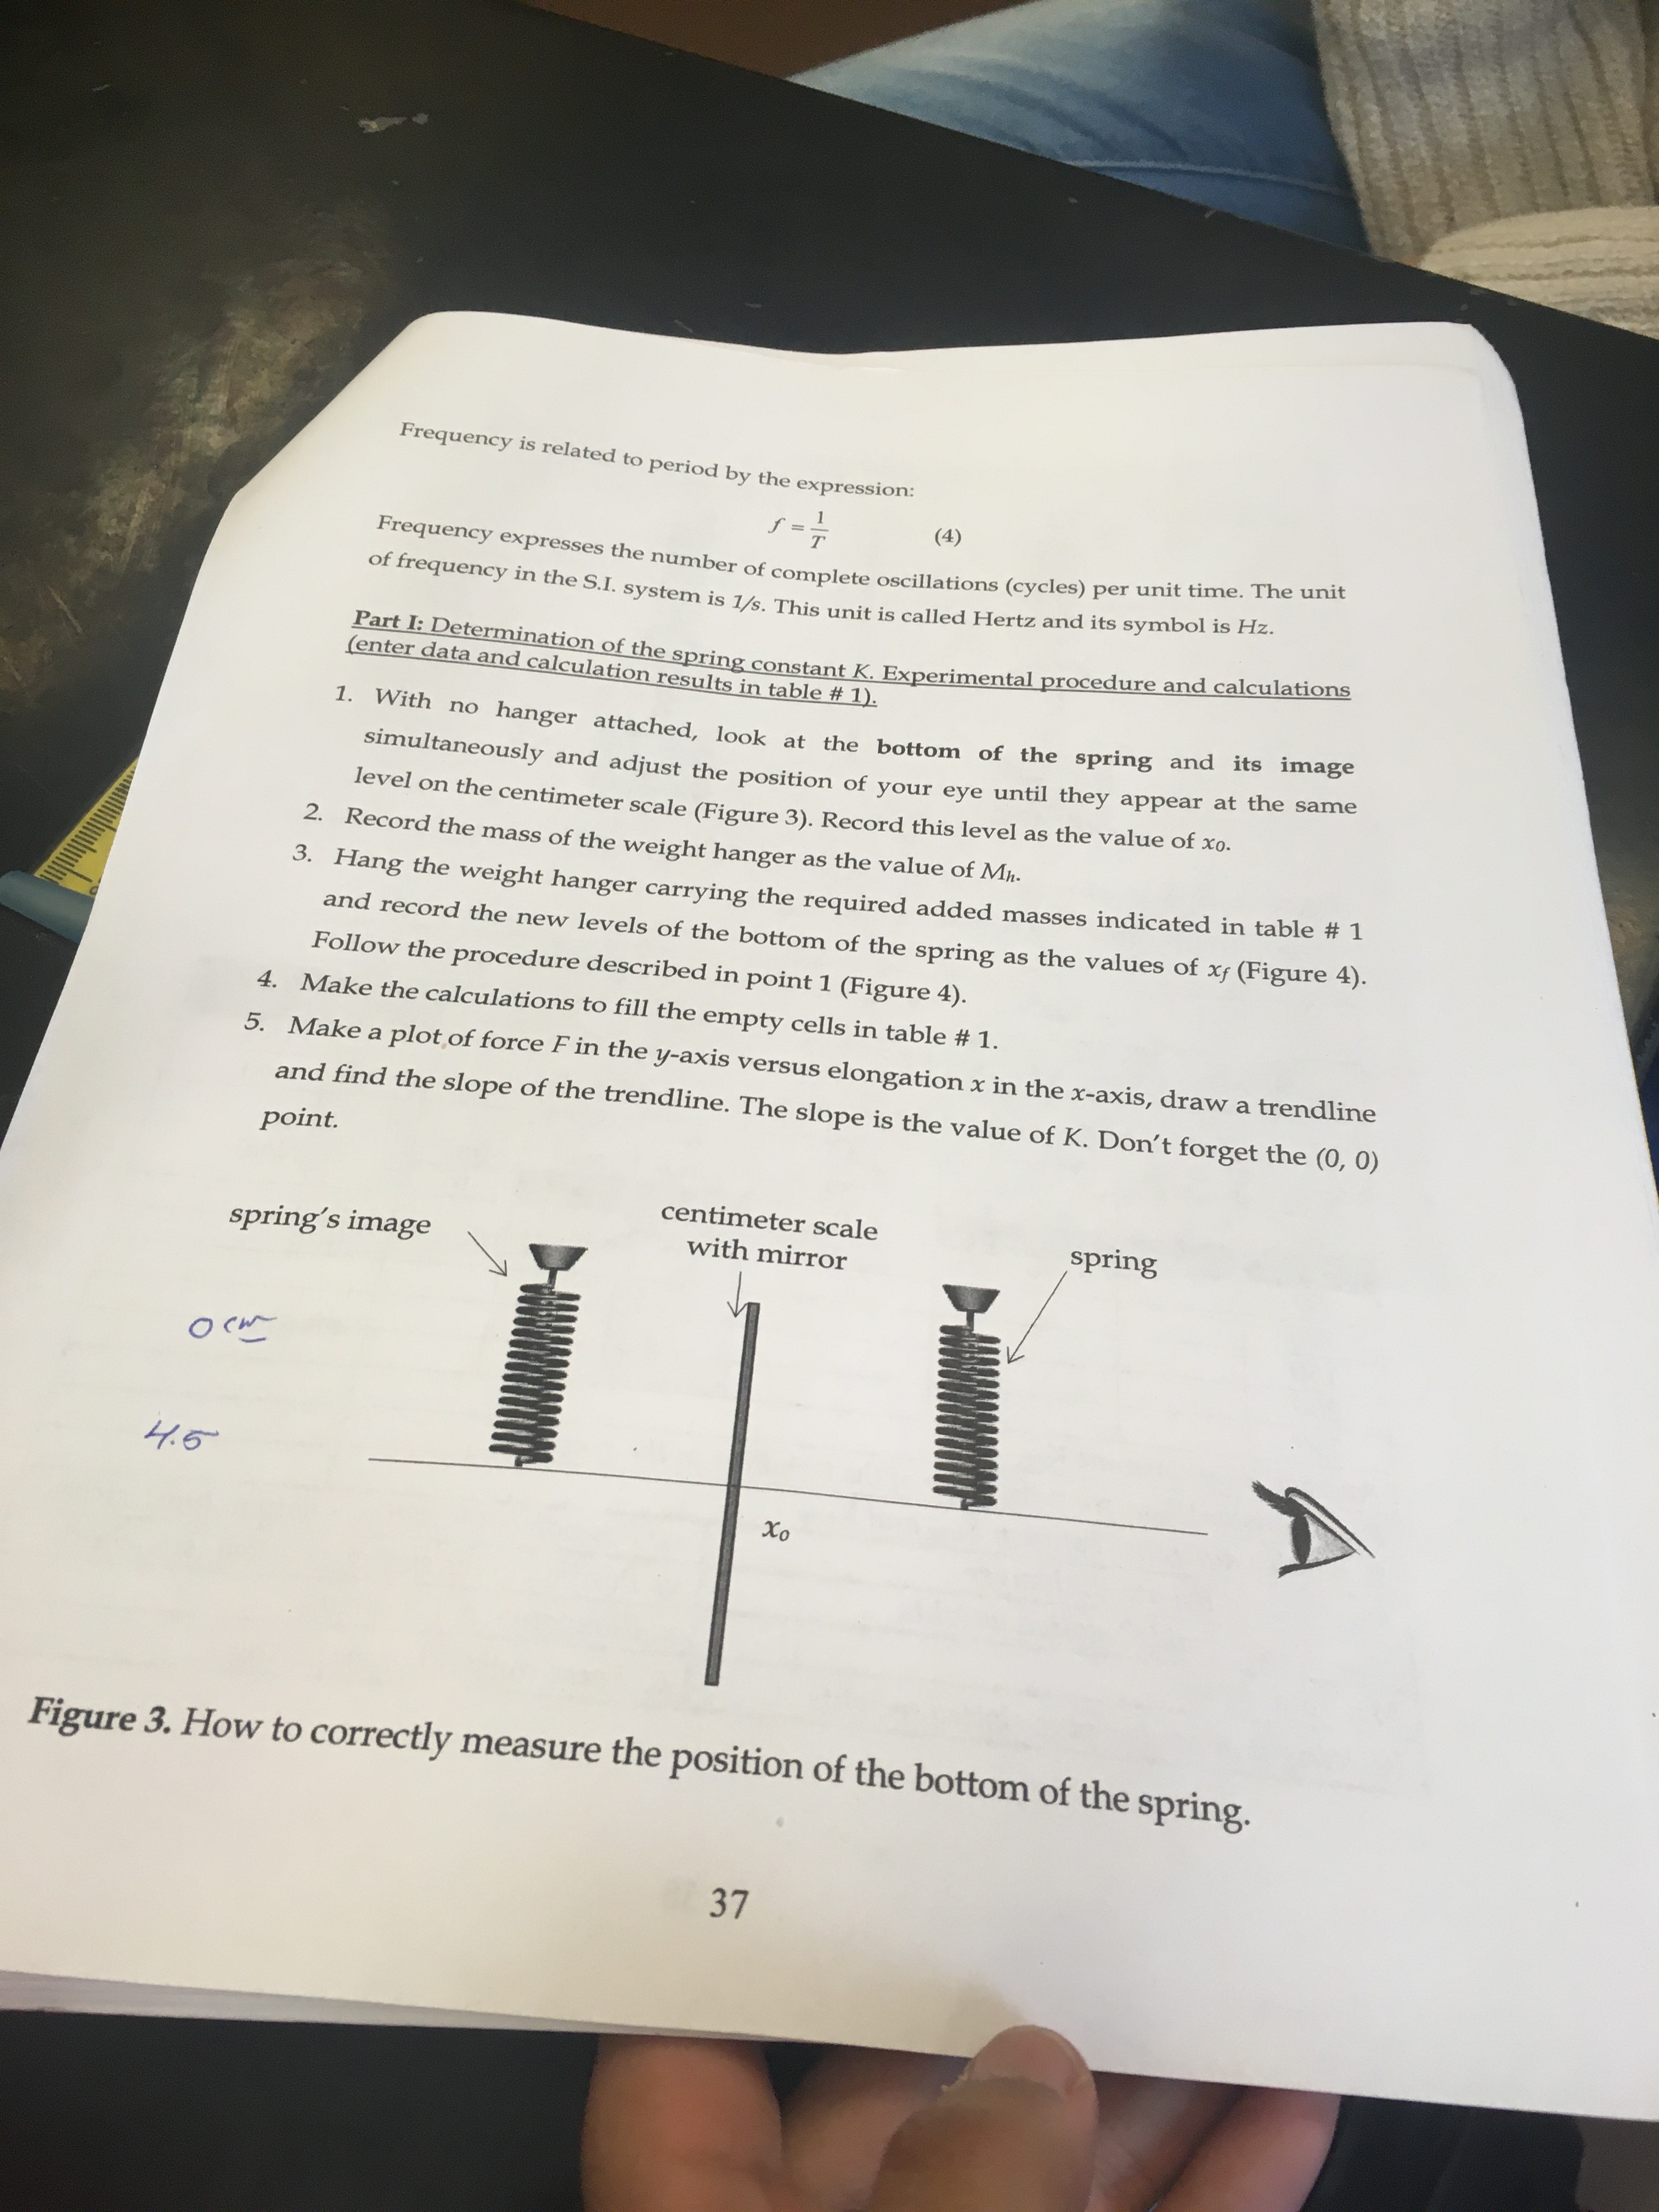 Frequency is related to period by the expression:
f = 1/T (4)
Frequency expresses the number of complete oscillations (cycles) per unit time. The unit
of frequency in the S.I. system is 1/s. This unit is called Hertz and its symbol is Hz.
Part I: Determination of the spring constant K. Experimental procedure and calculations
(enter data and calculation results in table # 1).
1. With no hanger attached, look at the bottom of the spring and its image
simultaneously and adjust the position of your eye until they appear at the same
level on the centimeter scale (Figure 3). Record this level as the value of x₀.
2. Record the mass of the weight hanger as the value of Mₕ.
3. Hang the weight hanger carrying the required added masses indicated in table # 1
and record the new levels of the bottom of the spring as the values of x_f (Figure 4).
Follow the procedure described in point 1 (Figure 4).
4. Make the calculations to fill the empty cells in table # 1.
5. Make a plot of force F in the y-axis versus elongation x in the x-axis, draw a trendline
and find the slope of the trendline. The slope is the value of K. Don't forget the (0, 0)
point.
spring's image
centimeter scale
with mirror
spring
0 cm
4.5
x₀
Figure 3. How to correctly measure the position of the bottom of the spring.
37